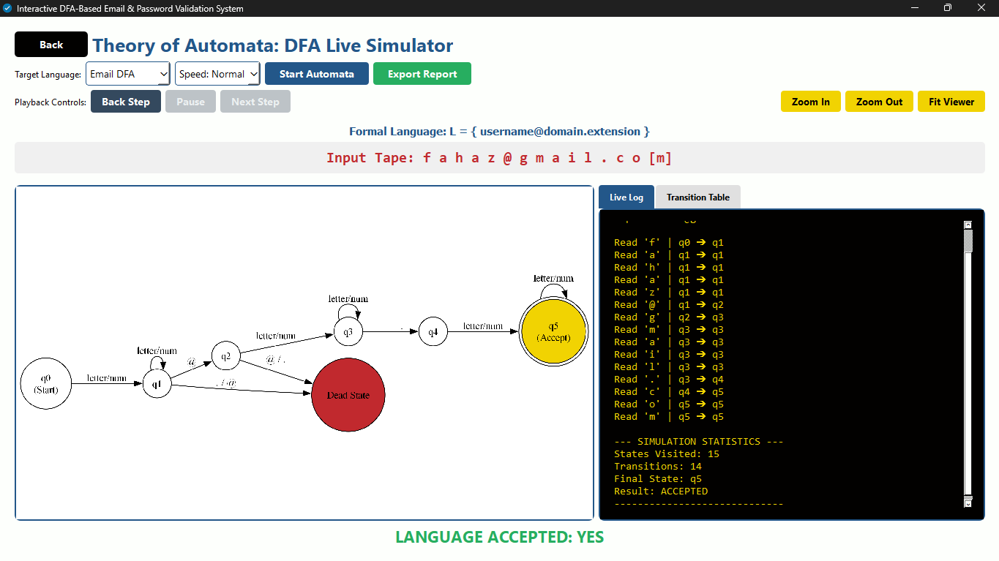 Interactive DFA-Based Email & Password Validation System
Back
Theory of Automata: DFA Live Simulator
Target Language:
Email DFA
Speed: Normal
Start Automata
Export Report
Playback Controls:
Back Step
Pause
Next Step
Zoom In
Zoom Out
Fit Viewer
Formal Language: L = { username@domain.extension }
Input Tape: f a h a z @ g m a i l . c o [m]
letter/num
q5
(Accept)
letter/num
q3
.
q4
letter/num
letter/num
q2
@ / .
letter/num
@
q1
. / @
Dead State
q0
(Start)
letter/num
Live Log
Transition Table
Read 'f' | q0 ➔ q1
Read 'a' | q1 ➔ q1
Read 'h' | q1 ➔ q1
Read 'a' | q1 ➔ q1
Read 'z' | q1 ➔ q1
Read '@' | q1 ➔ q2
Read 'g' | q2 ➔ q3
Read 'm' | q3 ➔ q3
Read 'a' | q3 ➔ q3
Read 'i' | q3 ➔ q3
Read 'l' | q3 ➔ q3
Read '.' | q3 ➔ q4
Read 'c' | q4 ➔ q5
Read 'o' | q5 ➔ q5
Read 'm' | q5 ➔ q5
--- SIMULATION STATISTICS ---
States Visited: 15
Transitions: 14
Final State: q5
Result: ACCEPTED
-----------------------------
LANGUAGE ACCEPTED: YES